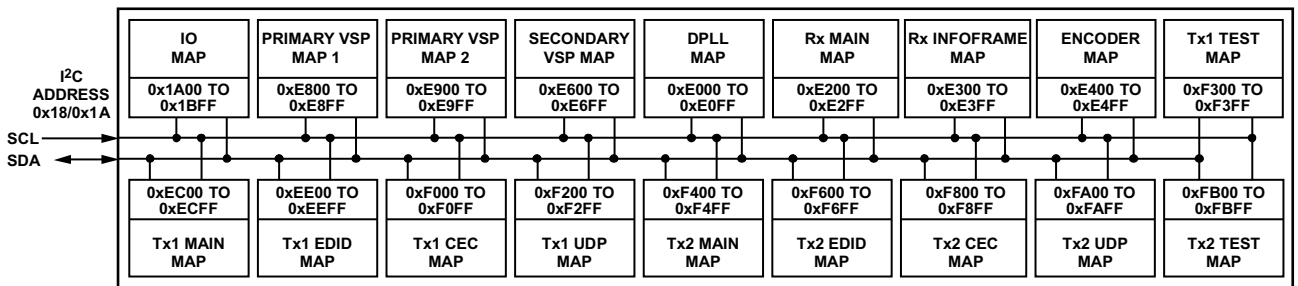 IO
MAP
0x1A00 TO
0x1BFF
PRIMARY VSP
MAP 1
0xE800 TO
0xE8FF
PRIMARY VSP
MAP 2
0xE900 TO
0xE9FF
SECONDARY
VSP MAP
0xE600 TO
0xE6FF
DPLL
MAP
0xE000 TO
0xE0FF
Rx MAIN
MAP
0xE200 TO
0xE2FF
Rx INFOFRAME
MAP
0xE300 TO
0xE3FF
ENCODER
MAP
0xE400 TO
0xE4FF
Tx1 TEST
MAP
0xF300 TO
0xF3FF
I2C
ADDRESS
0x18/0x1A
SCL
SDA
0xEC00 TO
0xECFF
Tx1 MAIN
MAP
0xEE00 TO
0xEEFF
Tx1 EDID
MAP
0xF000 TO
0xF0FF
Tx1 CEC
MAP
0xF200 TO
0xF2FF
Tx1 UDP
MAP
0xF400 TO
0xF4FF
Tx2 MAIN
MAP
0xF600 TO
0xF6FF
Tx2 EDID
MAP
0xF800 TO
0xF8FF
Tx2 CEC
MAP
0xFA00 TO
0xFAFF
Tx2 UDP
MAP
0xFB00 TO
0xFBFF
Tx2 TEST
MAP